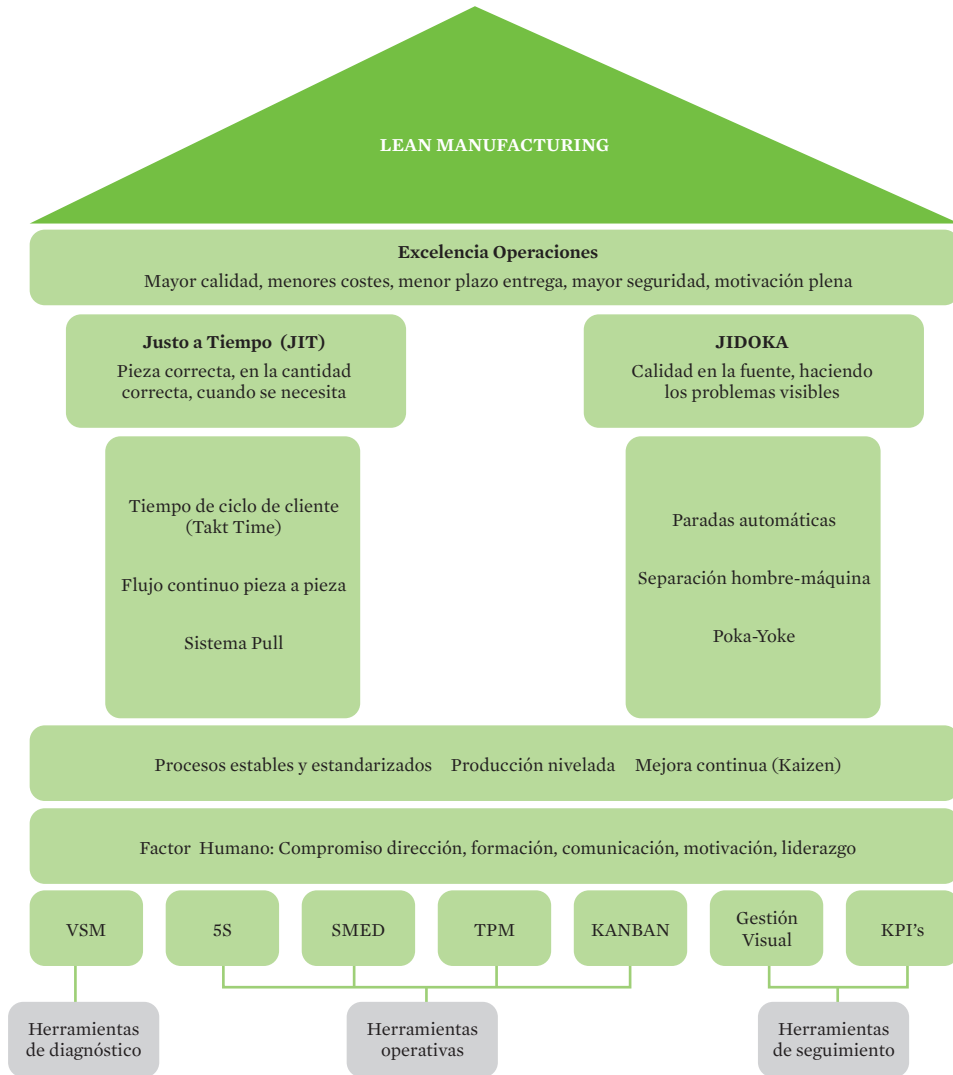 LEAN MANUFACTURING
Excelencia Operaciones
Mayor calidad, menores costes, menor plazo entrega, mayor seguridad, motivación plena
Justo a Tiempo (JIT)
Pieza correcta, en la cantidad
correcta, cuando se necesita
JIDOKA
Calidad en la fuente, haciendo
los problemas visibles
Tiempo de ciclo de cliente
(Takt Time)
Flujo continuo pieza a pieza
Sistema Pull
Paradas automáticas
Separación hombre-máquina
Poka-Yoke
Procesos estables y estandarizados Producción nivelada Mejora continua (Kaizen)
Factor Humano: Compromiso dirección, formación, comunicación, motivación, liderazgo
VSM
5S
SMED
TPM
KANBAN
Gestión
Visual
KPI's
Herramientas
de diagnóstico
Herramientas
operativas
Herramientas
de seguimiento